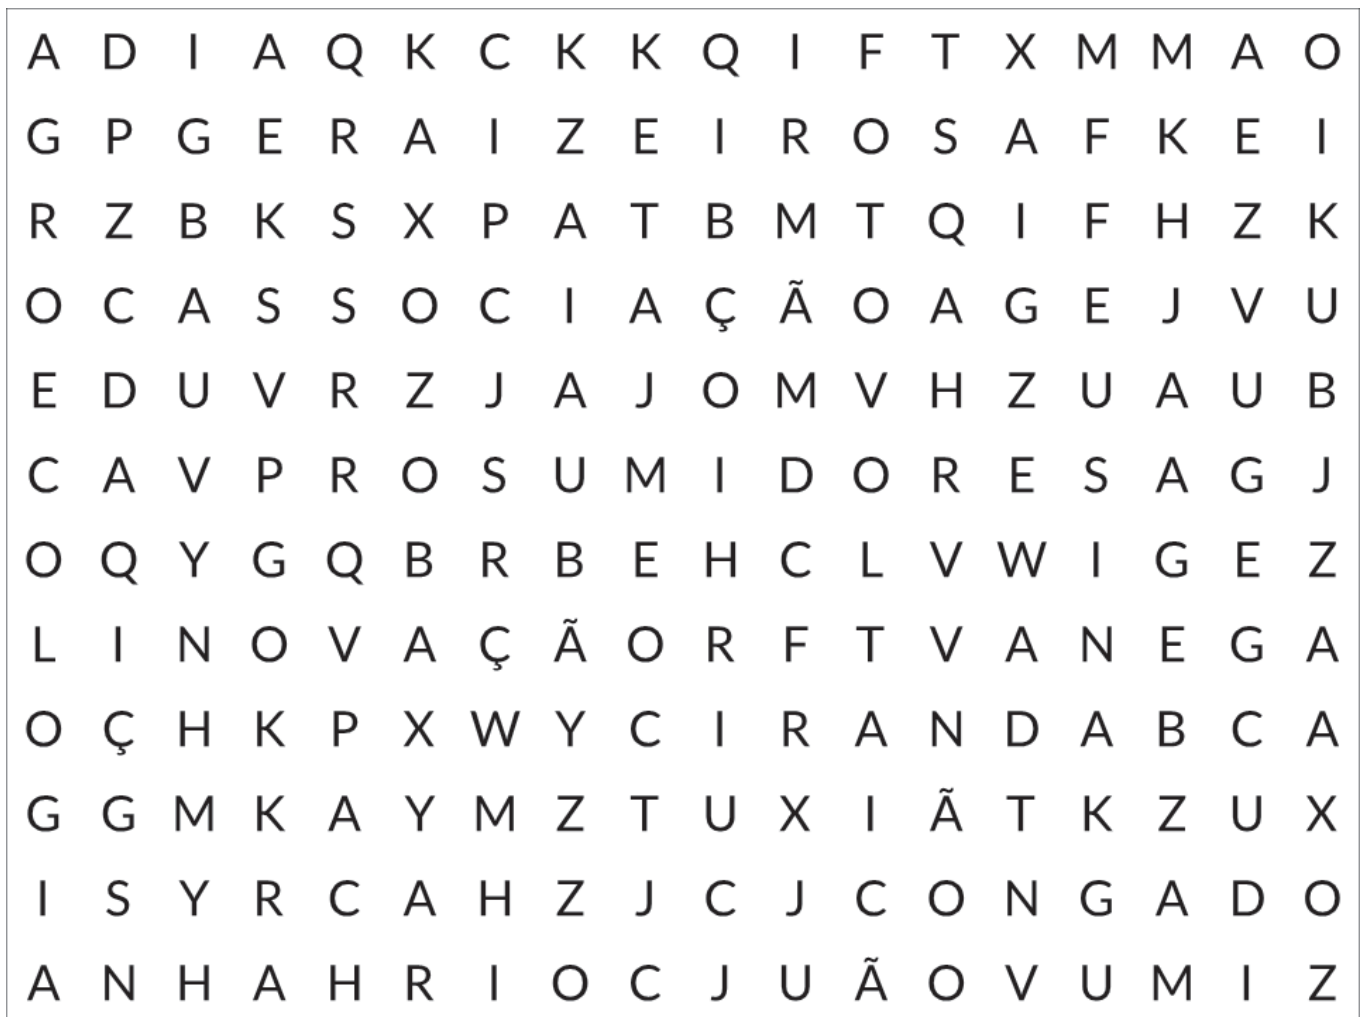 A D I A Q K C K K Q I F T X M M A O
G P G E R A I Z E I R O S A F K E I
R Z B K S X P A T B M T Q I F H Z K
O C A S S O C I A Ç Ã O A G E J V U
E D U V R Z J A J O M V H Z U A U B
C A V P R O S U M I D O R E S A G J
O Q Y G Q B R B E H C L V W I G E Z
L I N O V A Ç Ã O R F T V A N E G A
O Ç H K P X W Y C I R A N D A B C A
G G M K A Y M Z T U X I Ã T K Z U X
I S Y R C A H Z J C J C O N G A D O
A N H A H R I O C J U Ã O V U M I Z